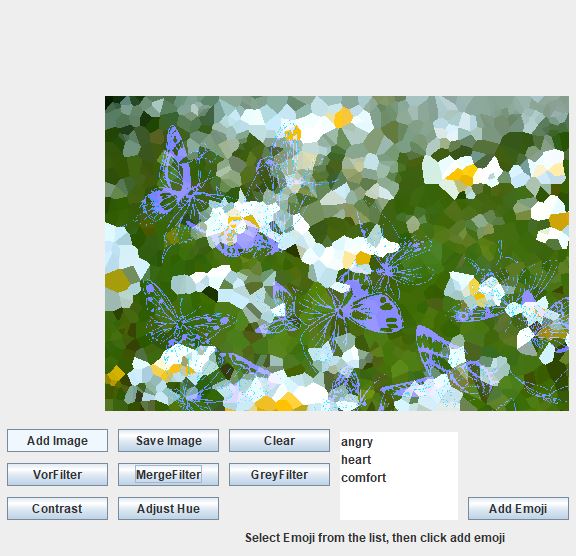 Add Image Save Image Clear
angry
heart
VorFilter MergeFilter GreyFilter
comfort
Contrast Adjust Hue Add Emoji
Select Emoji from the list, then click add emoji